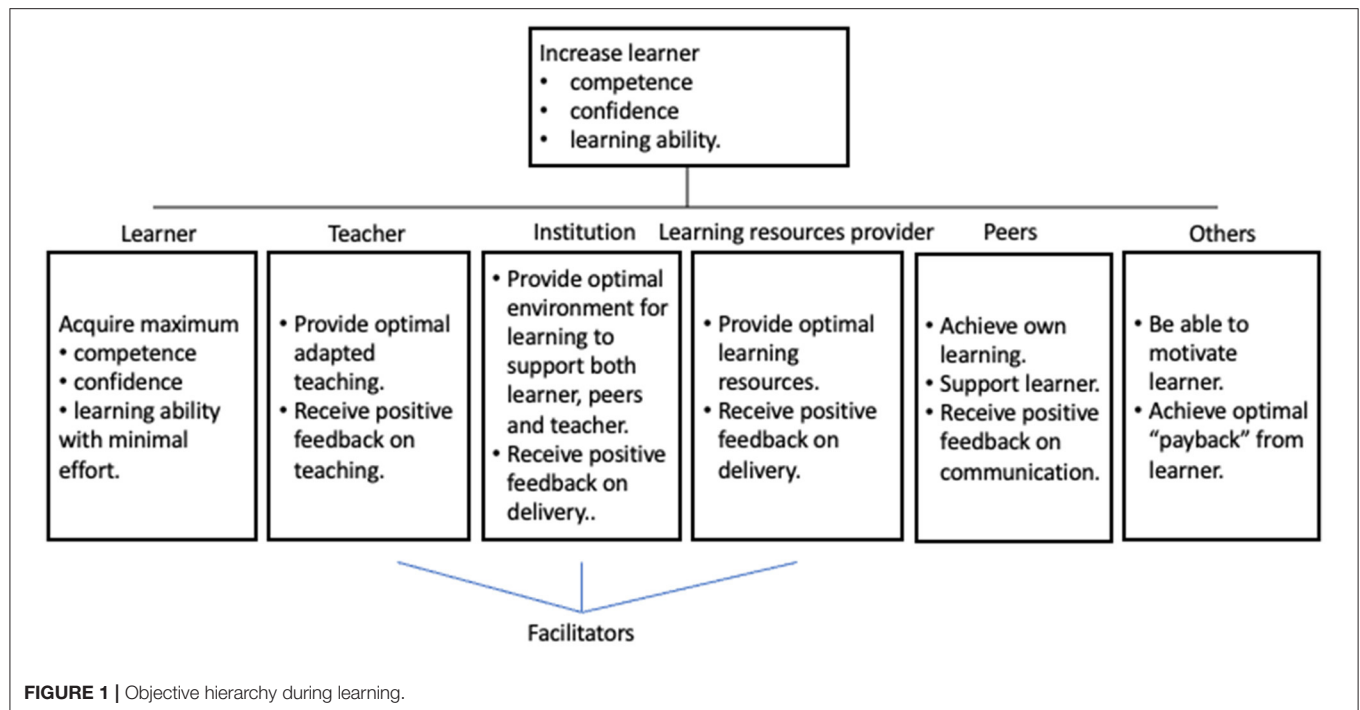 Increase learner
• competence
• confidence
• learning ability.
Learner
Acquire maximum
• competence
• confidence
• learning ability
with minimal
effort.
Teacher
• Provide optimal
adapted
teaching.
• Receive positive
feedback on
teaching.
Institution
• Provide optimal
environment for
learning to
support both
learner, peers
and teacher.
• Receive positive
feedback on
delivery..
Learning resources provider
• Provide optimal
learning
resources.
• Receive positive
feedback on
delivery.
Peers
• Achieve own
learning.
• Support learner.
• Receive positive
feedback on
communication.
Others
• Be able to
motivate
learner.
• Achieve optimal
“payback” from
learner.
Facilitators
FIGURE 1 | Objective hierarchy during learning.